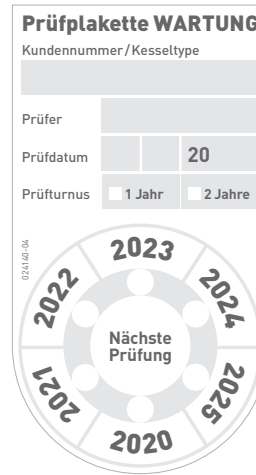 Prüfplakette WARTUNG
Kundennummer/Kesseltype
Prüfer
Prüfdatum 20
Prüfturnus 1 Jahr 2 Jahre
024140-04
2023
2022
2024
Nächste
Prüfung
2021
2025
2020